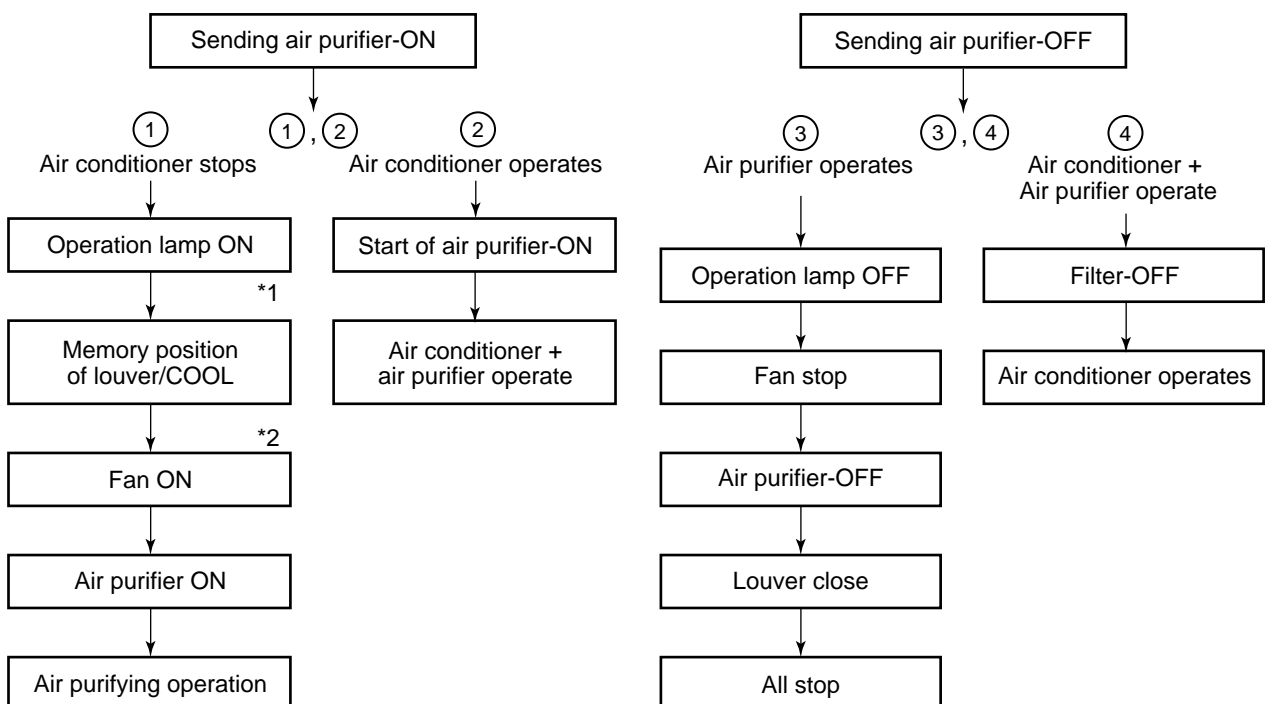 Sending air purifier-ON
1 , 2
1
Air conditioner stops
Operation lamp ON
*1
Memory position
of louver/COOL
*2
Fan ON
Air purifier ON
Air purifying operation
2
Air conditioner operates
Start of air purifier-ON
Air conditioner +
air purifier operate
Sending air purifier-OFF
3 , 4
3
Air purifier operates
Operation lamp OFF
Fan stop
Air purifier-OFF
Louver close
All stop
4
Air conditioner +
Air purifier operate
Filter-OFF
Air conditioner operates